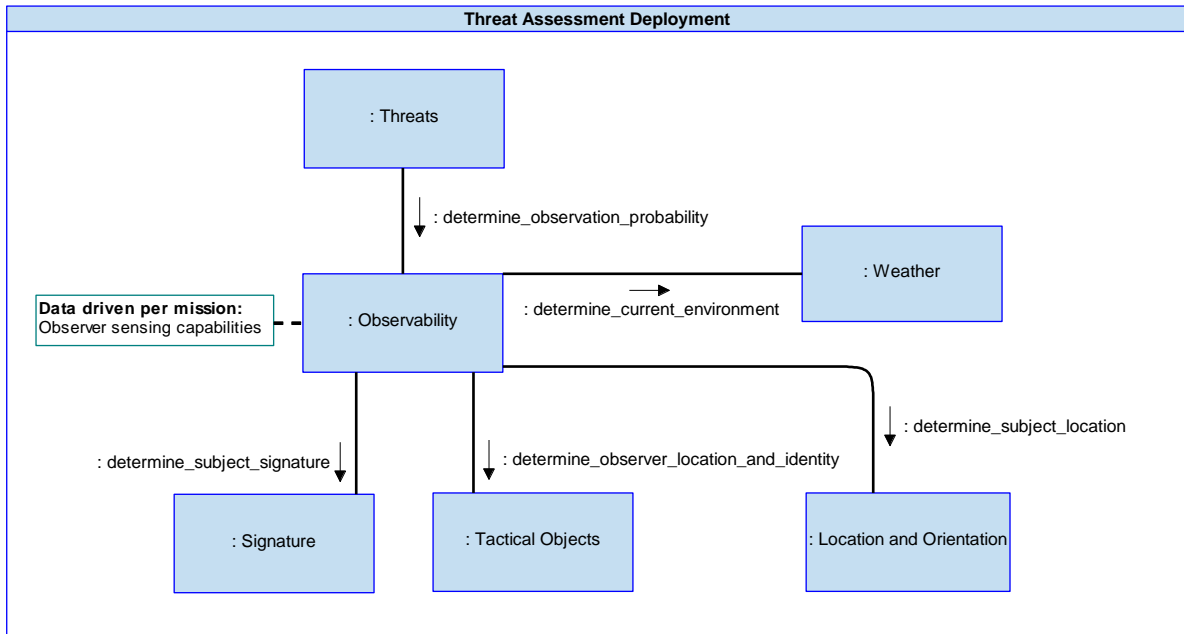 Threat Assessment Deployment
: Threats
: determine_observation_probability
: Weather
: determine_current_environment
Data driven per mission:
Observer sensing capabilities
: Observability
: determine_subject_location
: determine_subject_signature
: determine_observer_location_and_identity
: Signature
: Tactical Objects
: Location and Orientation